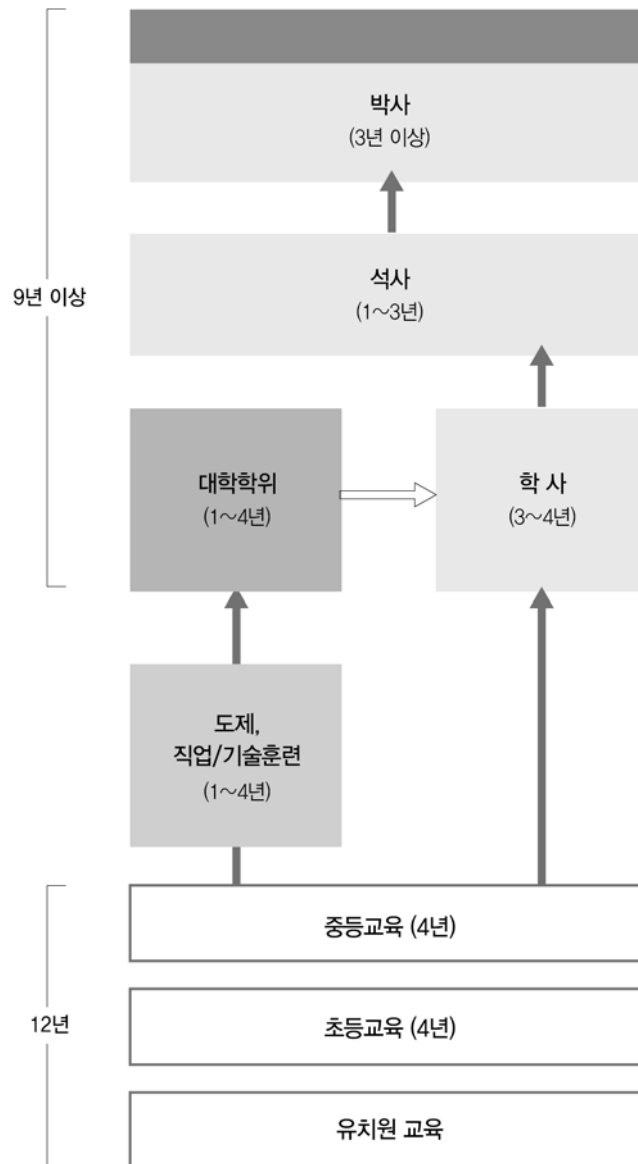 박사
(3년 이상)
9년 이상
석사
(1~3년)
대학학위
(1~4년)
학 사
(3~4년)
도제,
직업/기술훈련
(1~4년)
중등교육 (4년)
12년
초등교육 (4년)
유치원 교육